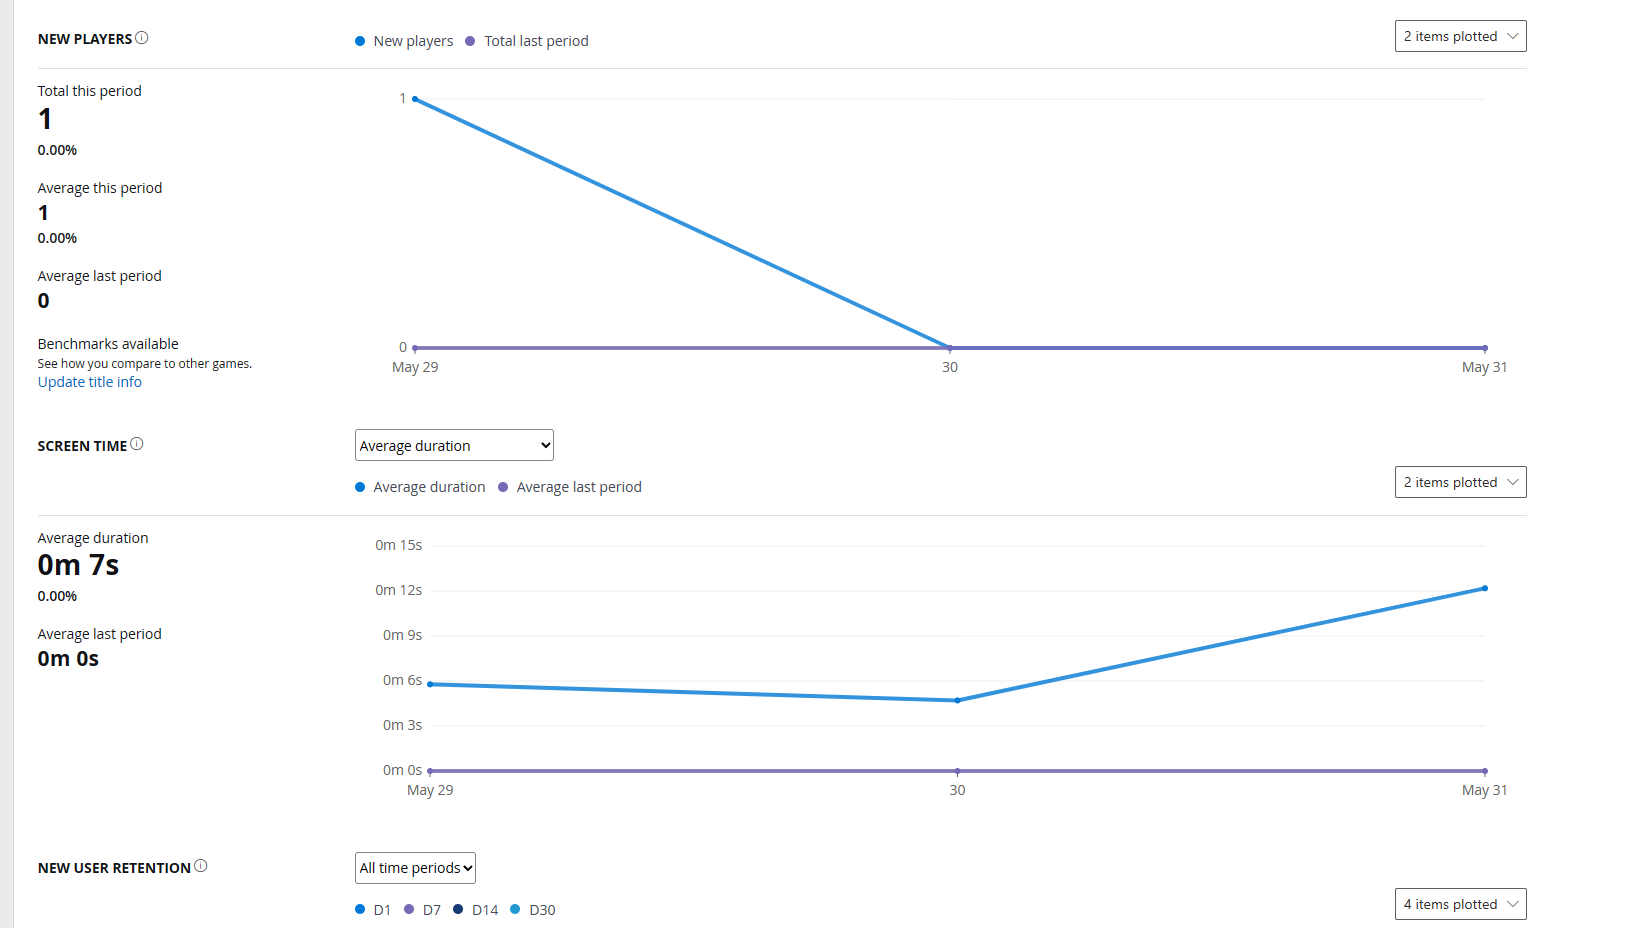 NEW PLAYERS
New players Total last period
2 items plotted
Total this period
1
0.00%
Average this period
1
0.00%
Average last period
0
Benchmarks available
See how you compare to other games.
Update title info
1
0
May 29 30 May 31
SCREEN TIME
Average duration
Average duration Average last period
2 items plotted
Average duration
0m 7s
0.00%
Average last period
0m 0s
0m 15s
0m 12s
0m 9s
0m 6s
0m 3s
0m 0s
May 29 30 May 31
NEW USER RETENTION
All time periods
D1 D7 D14 D30
4 items plotted